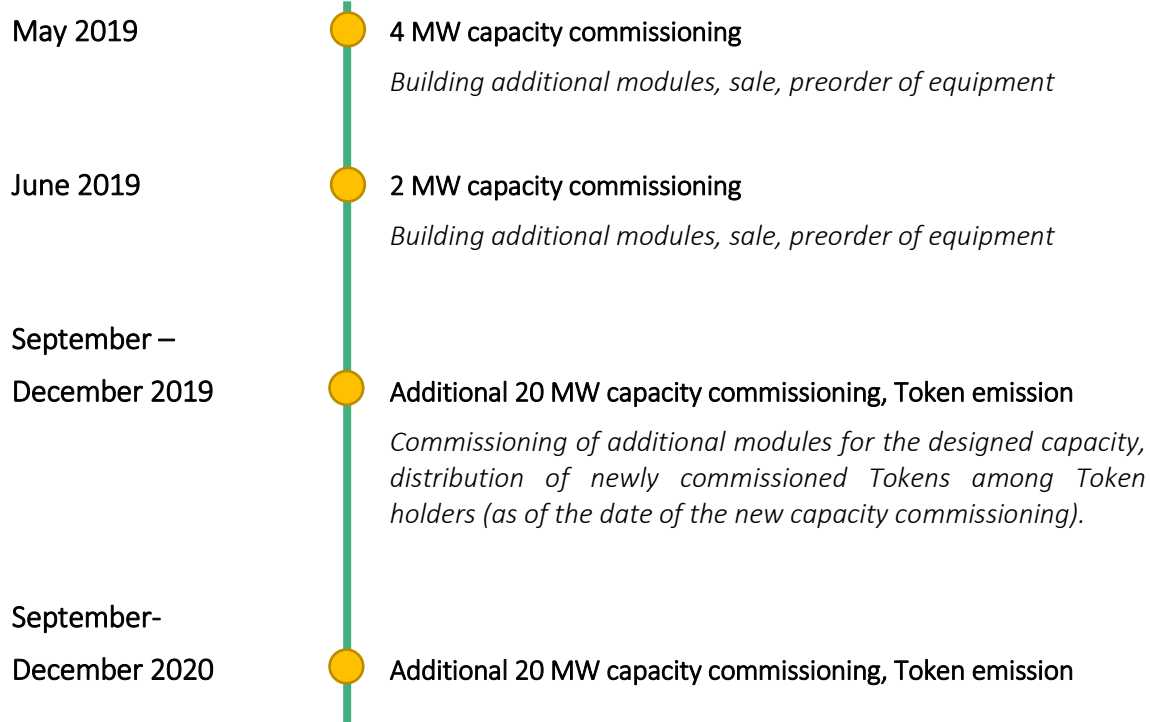 May 2019
4 MW capacity commissioning
Building additional modules, sale, preorder of equipment
June 2019
2 MW capacity commissioning
Building additional modules, sale, preorder of equipment
September –
December 2019
Additional 20 MW capacity commissioning, Token emission
Commissioning of additional modules for the designed capacity,
distribution of newly commissioned Tokens among Token
holders (as of the date of the new capacity commissioning).
September-
December 2020
Additional 20 MW capacity commissioning, Token emission